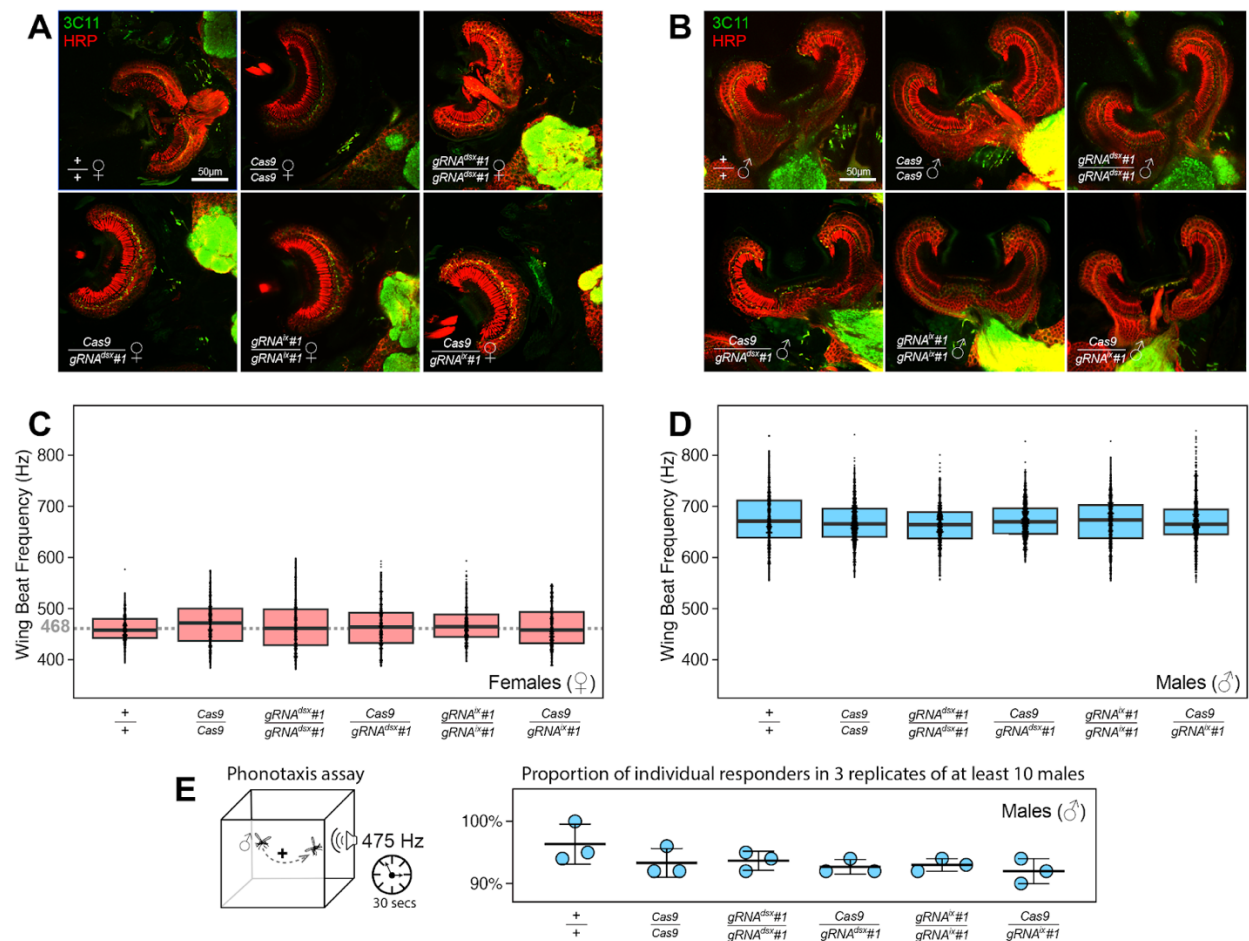 A
3C11
HRP
+
+
♀
50μm
Cas9
Cas9
♀
gRNAdsx#1
gRNAdsx#1
♀
Cas9
gRNAdsx#1
♀
gRNAix#1
gRNAix#1
♀
Cas9
gRNAix#1
♀
B
3C11
HRP
+
+
♂
50μm
Cas9
Cas9
♂
gRNAdsx#1
gRNAdsx#1
♂
Cas9
gRNAdsx#1
♂
gRNAix#1
gRNAix#1
♂
Cas9
gRNAix#1
♂
C
Wing Beat Frequency (Hz)
800
700
600
500
468
400
Females (♀)
+
+
Cas9
Cas9
gRNAdsx#1
gRNAdsx#1
Cas9
gRNAdsx#1
gRNAix#1
gRNAix#1
Cas9
gRNAix#1
D
Wing Beat Frequency (Hz)
800
700
600
500
400
Males (♂)
+
+
Cas9
Cas9
gRNAdsx#1
gRNAdsx#1
Cas9
gRNAdsx#1
gRNAix#1
gRNAix#1
Cas9
gRNAix#1
E
Phonotaxis assay
♂
+
475 Hz
30 secs
Proportion of individual responders in 3 replicates of at least 10 males
Males (♂)
100%
90%
+
+
Cas9
Cas9
gRNAdsx#1
gRNAdsx#1
Cas9
gRNAdsx#1
gRNAix#1
gRNAix#1
Cas9
gRNAix#1